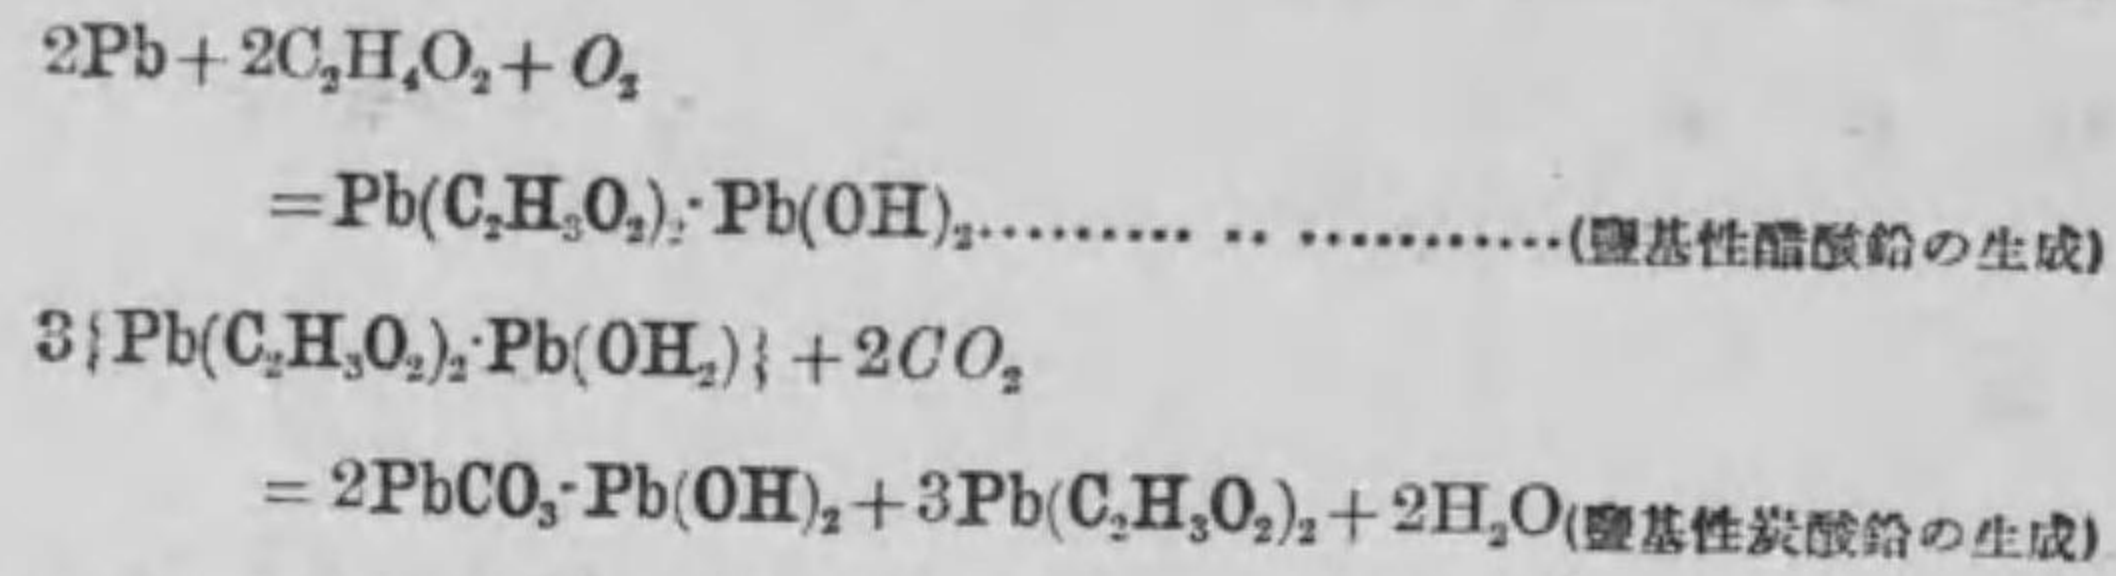 2Pb+2C₂H₄O₂+O₂
=Pb(C₂H₃O₂)₂·Pb(OH)₂…………………(鹽基性醋酸鉛の生成)
3{Pb(C₂H₃O₂)₂·Pb(OH₂)}+2CO₂
=2PbCO₃·Pb(OH)₂+3Pb(C₂H₃O₂)₂+2H₂O(鹽基性炭酸鉛の生成)